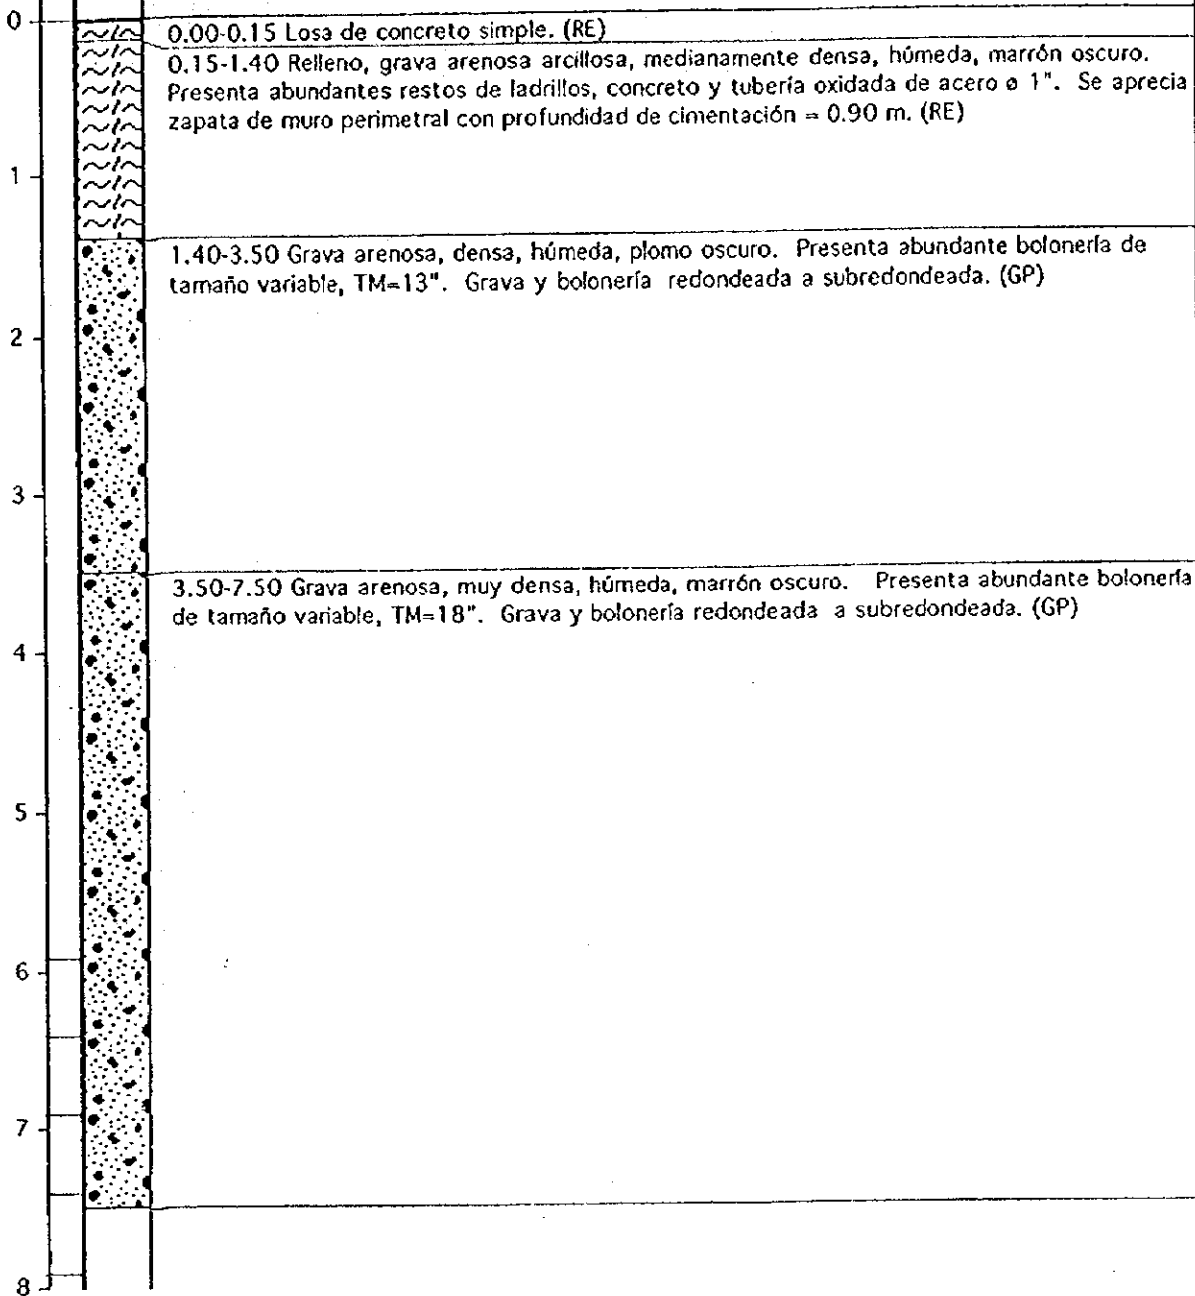 0
0.00-0.15 Losa de concreto simple. (RE)
0.15-1.40 Relleno, grava arenosa arcillosa, medianamente densa, húmeda, marrón oscuro.
Presenta abundantes restos de ladrillos, concreto y tubería oxidada de acero ø 1". Se aprecia
zapata de muro perimetral con profundidad de cimentación = 0.90 m. (RE)
1
1.40-3.50 Grava arenosa, densa, húmeda, plomo oscuro. Presenta abundante bolonería de
tamaño variable, TM=13". Grava y bolonería redondeada a subredondeada. (GP)
2
3
3.50-7.50 Grava arenosa, muy densa, húmeda, marrón oscuro. Presenta abundante bolonería
de tamaño variable, TM=18". Grava y bolonería redondeada a subredondeada. (GP)
4
5
6
7
8